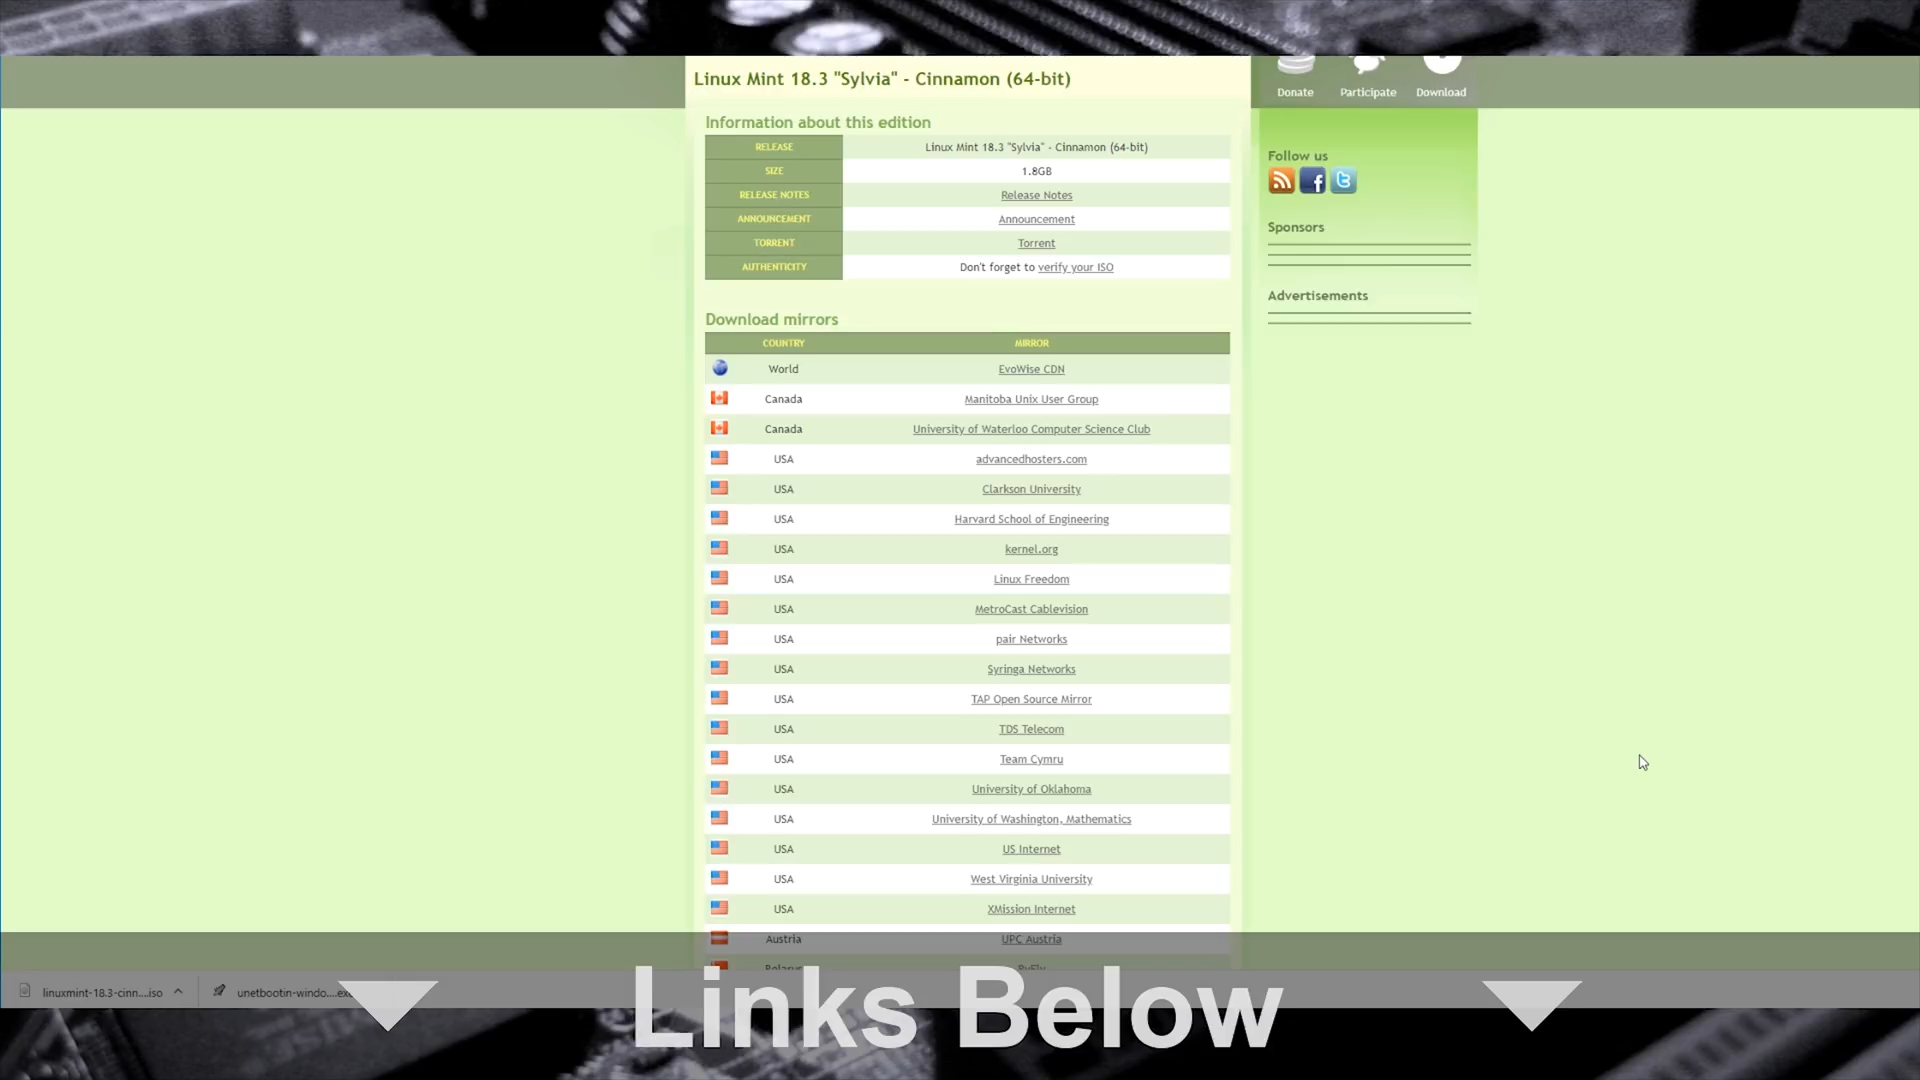 Linux Mint 18.3 "Sylvia" - Cinnamon (64-bit)
Donate Participate Download
Information about this edition
RELEASE Linux Mint 18.3 "Sylvia" - Cinnamon (64-bit)
SIZE 1.8GB
RELEASE NOTES Release Notes
ANNOUNCEMENT Announcement
TORRENT Torrent
AUTHENTICITY Don't forget to verify your ISO
Follow us
Sponsors
Advertisements
Download mirrors
COUNTRY MIRROR
World EvoWise CDN
Canada Manitoba Unix User Group
Canada University of Waterloo Computer Science Club
USA advancedhosters.com
USA Clarkson University
USA Harvard School of Engineering
USA kernel.org
USA Linux Freedom
USA MetroCast Cablevision
USA pair Networks
USA Syringa Networks
USA TAP Open Source Mirror
USA TDS Telecom
USA Team Cymru
USA University of Oklahoma
USA University of Washington, Mathematics
USA US Internet
USA West Virginia University
USA XMission Internet
Austria UPC Austria
linuxmint-18.3-cinn....iso unetbootin-windo....exe
Links Below